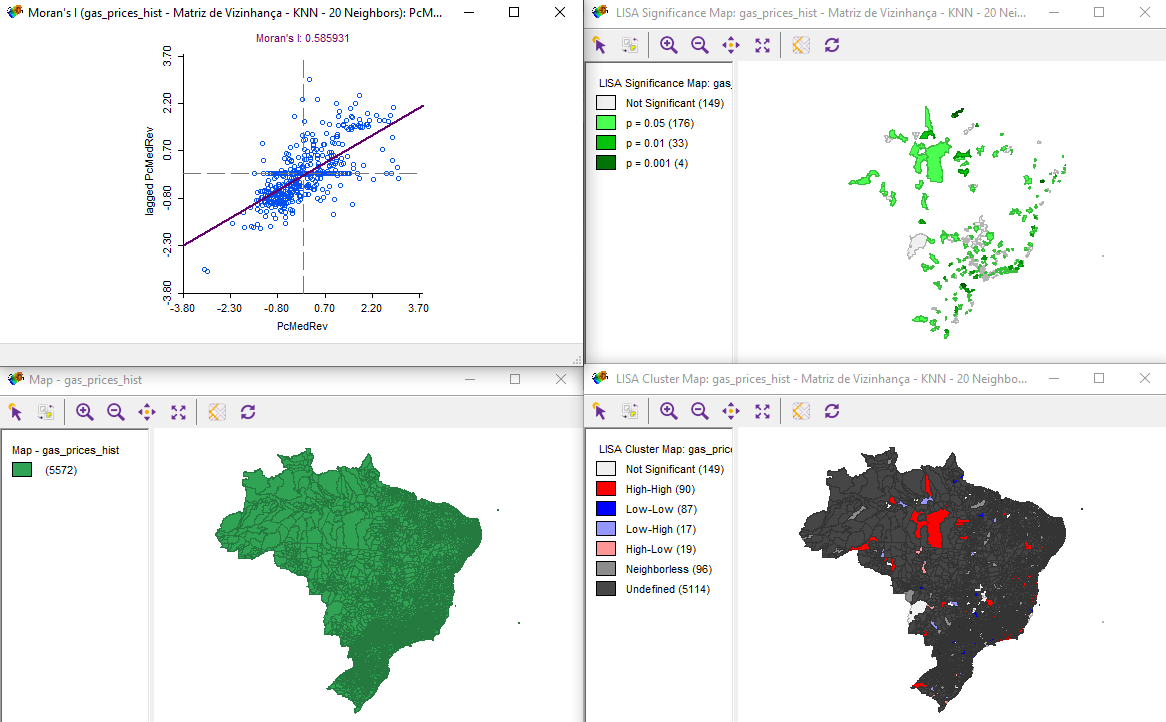 Moran's I (gas_prices_hist - Matriz de Vizinhança - KNN - 20 Neighbors): PcM...
Moran's I: 0.585931
3.70
2.20
0.70
-0.80
-2.30
-3.80
lagged PcMedRev
-3.80 -2.30 -0.80 0.70 2.20 3.70
PcMedRev
LISA Significance Map: gas_prices_hist - Matriz de Vizinhança - KNN - 20 Nei...
LISA Significance Map: gas_
Not Significant (149)
p = 0.05 (176)
p = 0.01 (33)
p = 0.001 (4)
Map - gas_prices_hist
Map - gas_prices_hist
(5572)
LISA Cluster Map: gas_prices_hist - Matriz de Vizinhança - KNN - 20 Neighbo...
LISA Cluster Map: gas_pric
Not Significant (149)
High-High (90)
Low-Low (87)
Low-High (17)
High-Low (19)
Neighborless (96)
Undefined (5114)